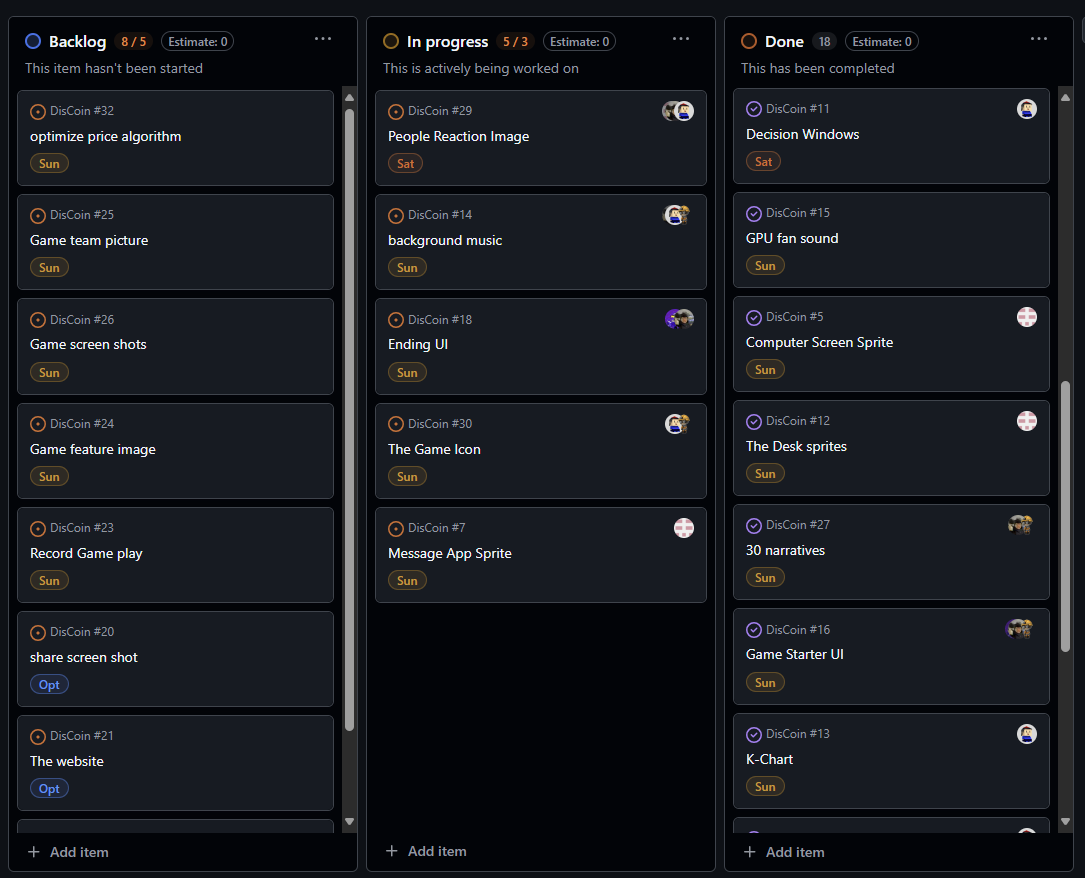 Backlog 8 / 5 Estimate: 0
This item hasn't been started
DisCoin #32
optimize price algorithm
Sun
DisCoin #25
Game team picture
Sun
DisCoin #26
Game screen shots
Sun
DisCoin #24
Game feature image
Sun
DisCoin #23
Record Game play
Sun
DisCoin #20
share screen shot
Opt
DisCoin #21
The website
Opt
+ Add item
In progress 5 / 3 Estimate: 0
This is actively being worked on
DisCoin #29
People Reaction Image
Sat
DisCoin #14
background music
Sun
DisCoin #18
Ending UI
Sun
DisCoin #30
The Game Icon
Sun
DisCoin #7
Message App Sprite
Sun
+ Add item
Done 18 Estimate: 0
This has been completed
DisCoin #11
Decision Windows
Sat
DisCoin #15
GPU fan sound
Sun
DisCoin #5
Computer Screen Sprite
Sun
DisCoin #12
The Desk sprites
Sun
DisCoin #27
30 narratives
Sun
DisCoin #16
Game Starter UI
Sun
DisCoin #13
K-Chart
Sun
+ Add item